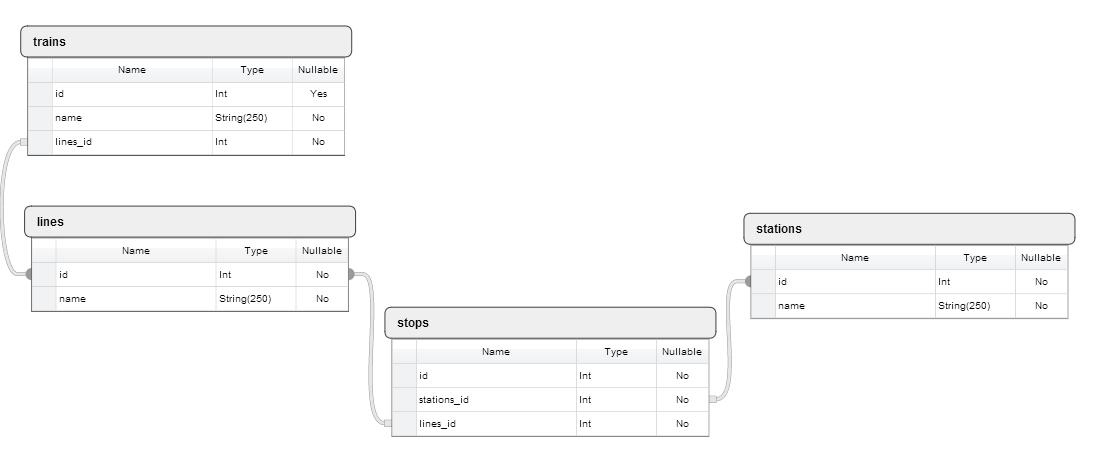 trains
Name Type Nullable
id Int Yes
name String(250) No
lines_id Int No
lines
Name Type Nullable
id Int No
name String(250) No
stations
Name Type Nullable
id Int No
name String(250) No
stops
Name Type Nullable
id Int No
stations_id Int No
lines_id Int No